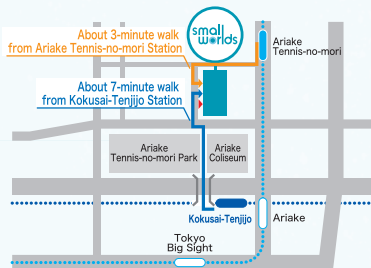 small
worlds
About 3-minute walk
from Ariake Tennis-no-mori Station
Ariake
Tennis-no-mori
About 7-minute walk
from Kokusai-Tenjijo Station
Ariake
Tennis-no-mori Park
Ariake
Coliseum
Kokusai-Tenjijo
Ariake
Tokyo
Big Sight